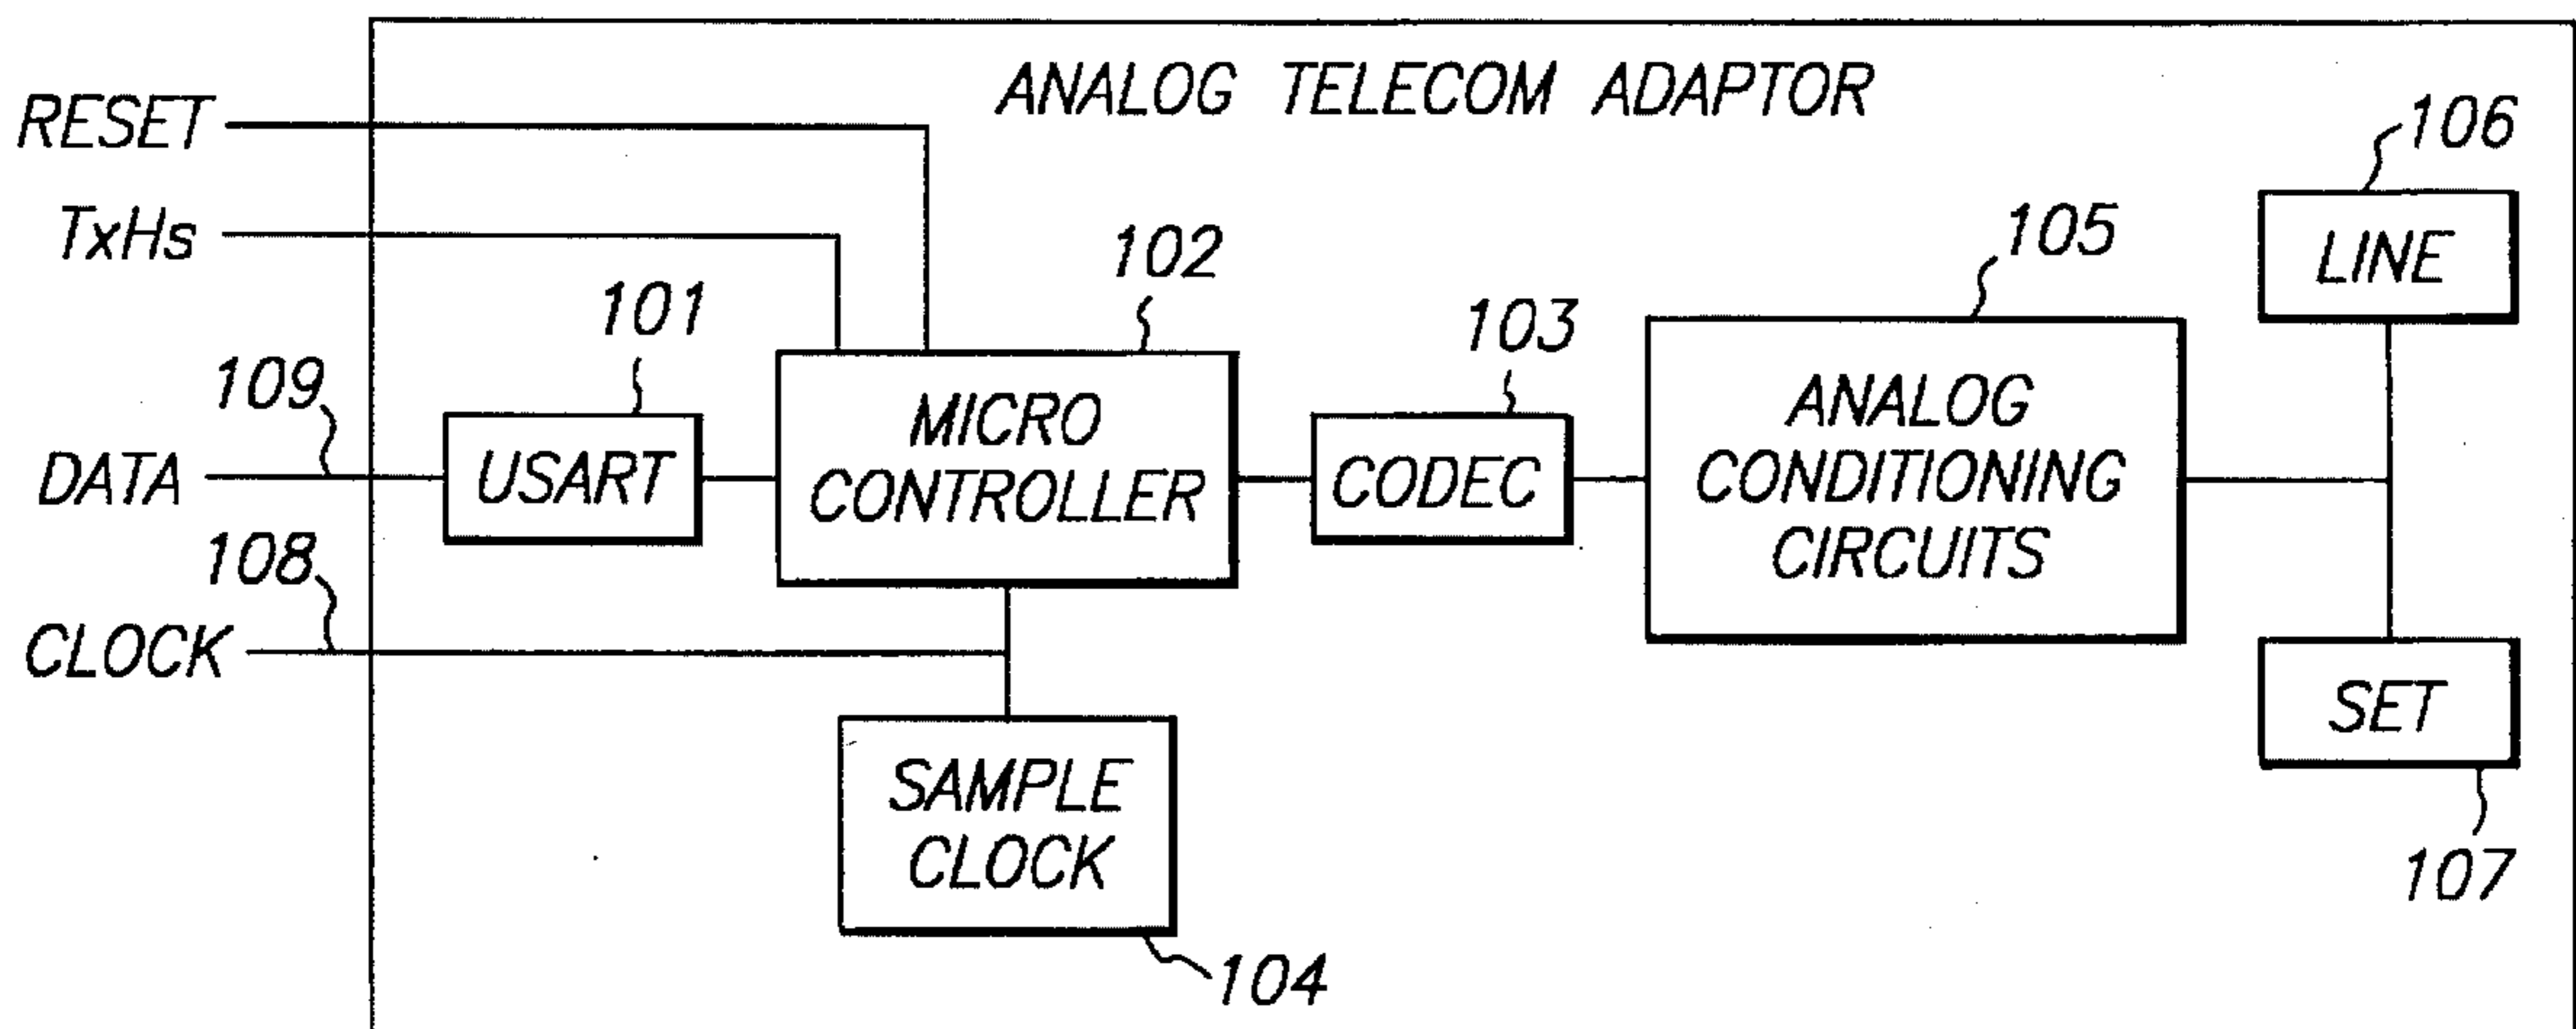 ANALOG TELECOM ADAPTOR
RESET
TxHs
DATA
CLOCK
109
108
101
USART
102
MICRO
CONTROLLER
103
CODEC
SAMPLE
CLOCK
104
105
ANALOG
CONDITIONING
CIRCUITS
106
LINE
SET
107